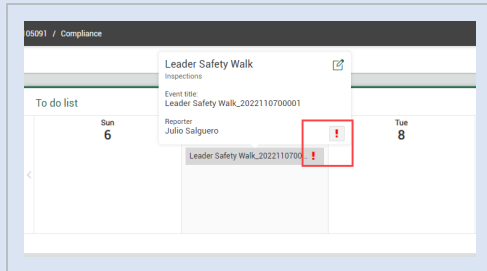 05091 / Compliance
Leader Safety Walk
Inspections
Event title:
Leader Safety Walk_2022110700001
Reporter
Julio Salguero
!
To do list
Sun
6
Tue
8
Leader Safety Walk_2022110700... !